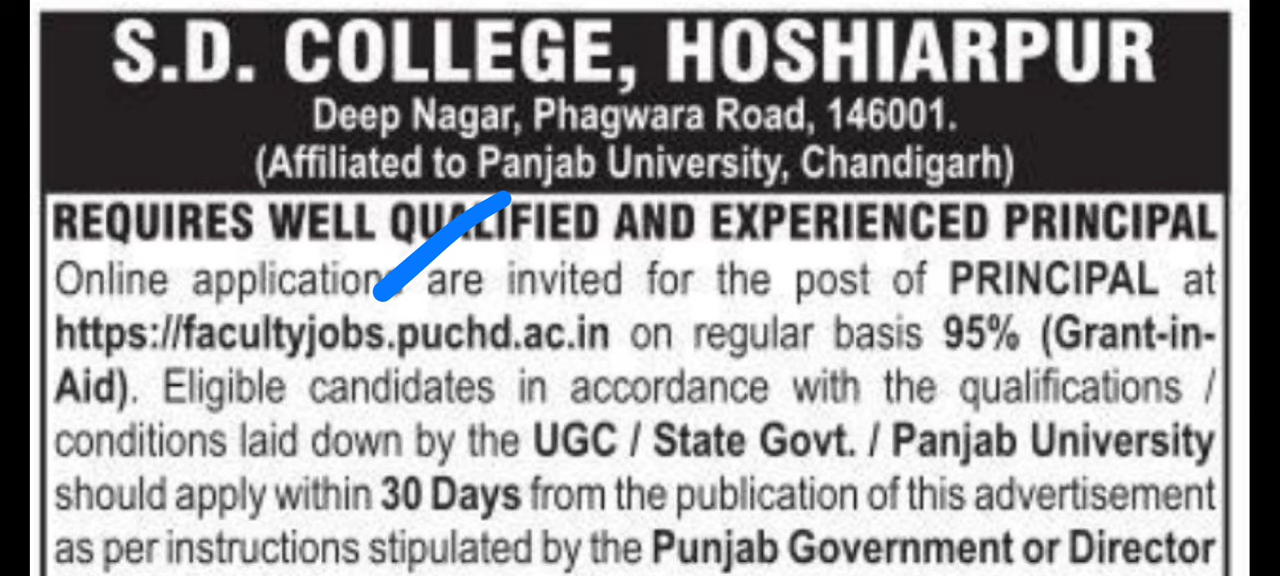 S.D. COLLEGE, HOSHIARPUR
Deep Nagar, Phagwara Road, 146001.
(Affiliated to Panjab University, Chandigarh)
REQUIRES WELL QUALIFIED AND EXPERIENCED PRINCIPAL
Online applications are invited for the post of PRINCIPAL at
https://facultyjobs.puchd.ac.in on regular basis 95% (Grant-in-
Aid). Eligible candidates in accordance with the qualifications /
conditions laid down by the UGC / State Govt. / Panjab University
should apply within 30 Days from the publication of this advertisement
as per instructions stipulated by the Punjab Government or Director